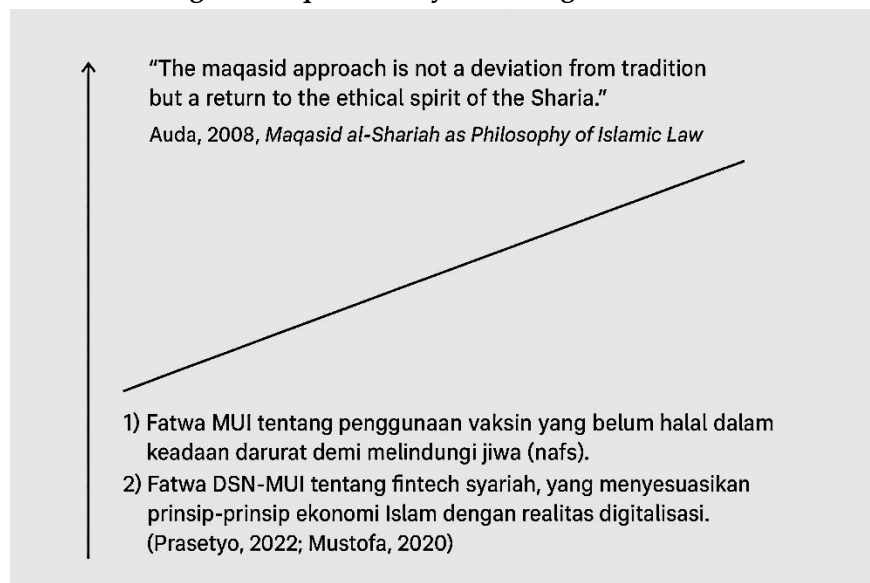 “The maqasid approach is not a deviation from tradition
but a return to the ethical spirit of the Sharia.”
Auda, 2008, Maqasid al-Shariah as Philosophy of Islamic Law
1) Fatwa MUI tentang penggunaan vaksin yang belum halal dalam
keadaan darurat demi melindungi jiwa (nafs).
2) Fatwa DSN-MUI tentang fintech syariah, yang menyesuaikan
prinsip-prinsip ekonomi Islam dengan realitas digitalisasi.
(Prasetyo, 2022; Mustofa, 2020)